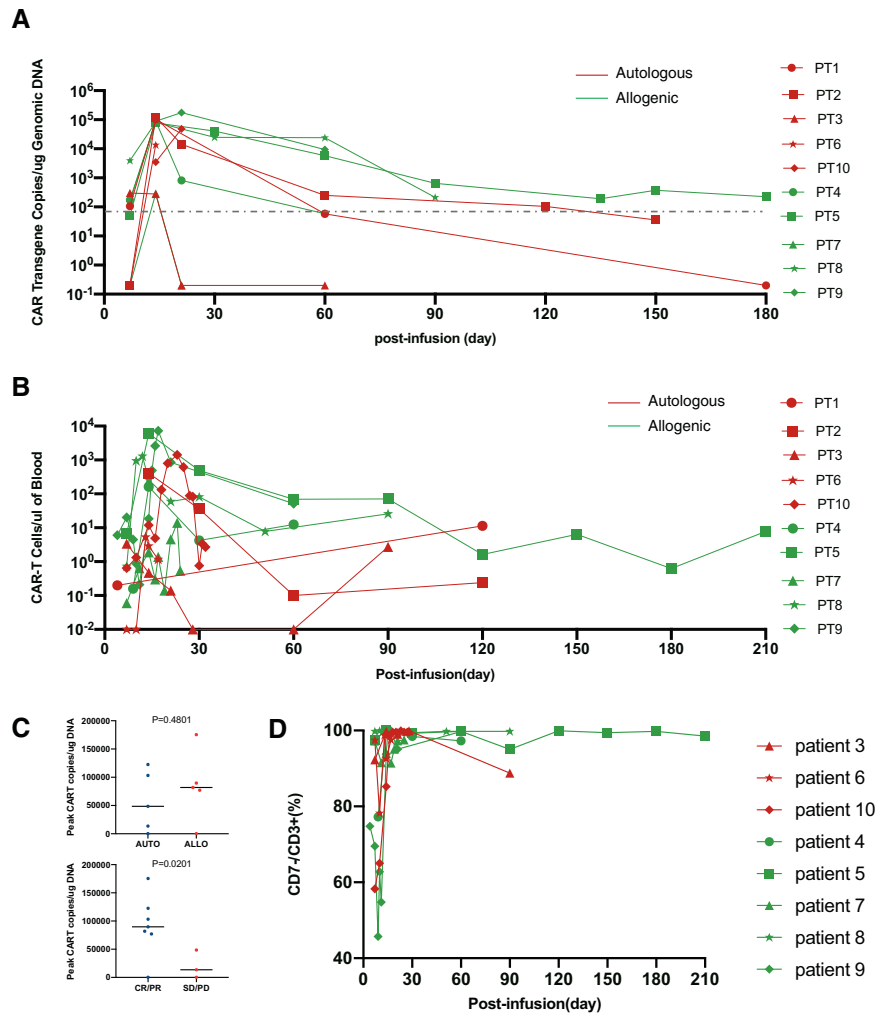 A
CAR Transgene Copies/ug Genomic DNA
10^6
10^5
10^4
10^3
10^2
10^1
10^0
10^-1
0
30
60
90
120
150
180
post-infusion (day)
Autologous
Allogenic
PT1
PT2
PT3
PT6
PT10
PT4
PT5
PT7
PT8
PT9
B
CAR-T Cells/ul of Blood
10^4
10^3
10^2
10^1
10^0
10^-1
10^-2
0
30
60
90
120
150
180
210
Post-infusion(day)
Autologous
Allogenic
PT1
PT2
PT3
PT6
PT10
PT4
PT5
PT7
PT8
PT9
C
Peak CART copies/ug DNA
200000
150000
100000
50000
0
P=0.4801
AUTO
ALLO
Peak CART copies/ug DNA
200000
150000
100000
50000
0
P=0.0201
CR/PR
SD/PD
D
CD7-/CD3+(%)
100
80
60
40
0
30
60
90
120
150
180
210
Post-infusion(day)
patient 3
patient 6
patient 10
patient 4
patient 5
patient 7
patient 8
patient 9